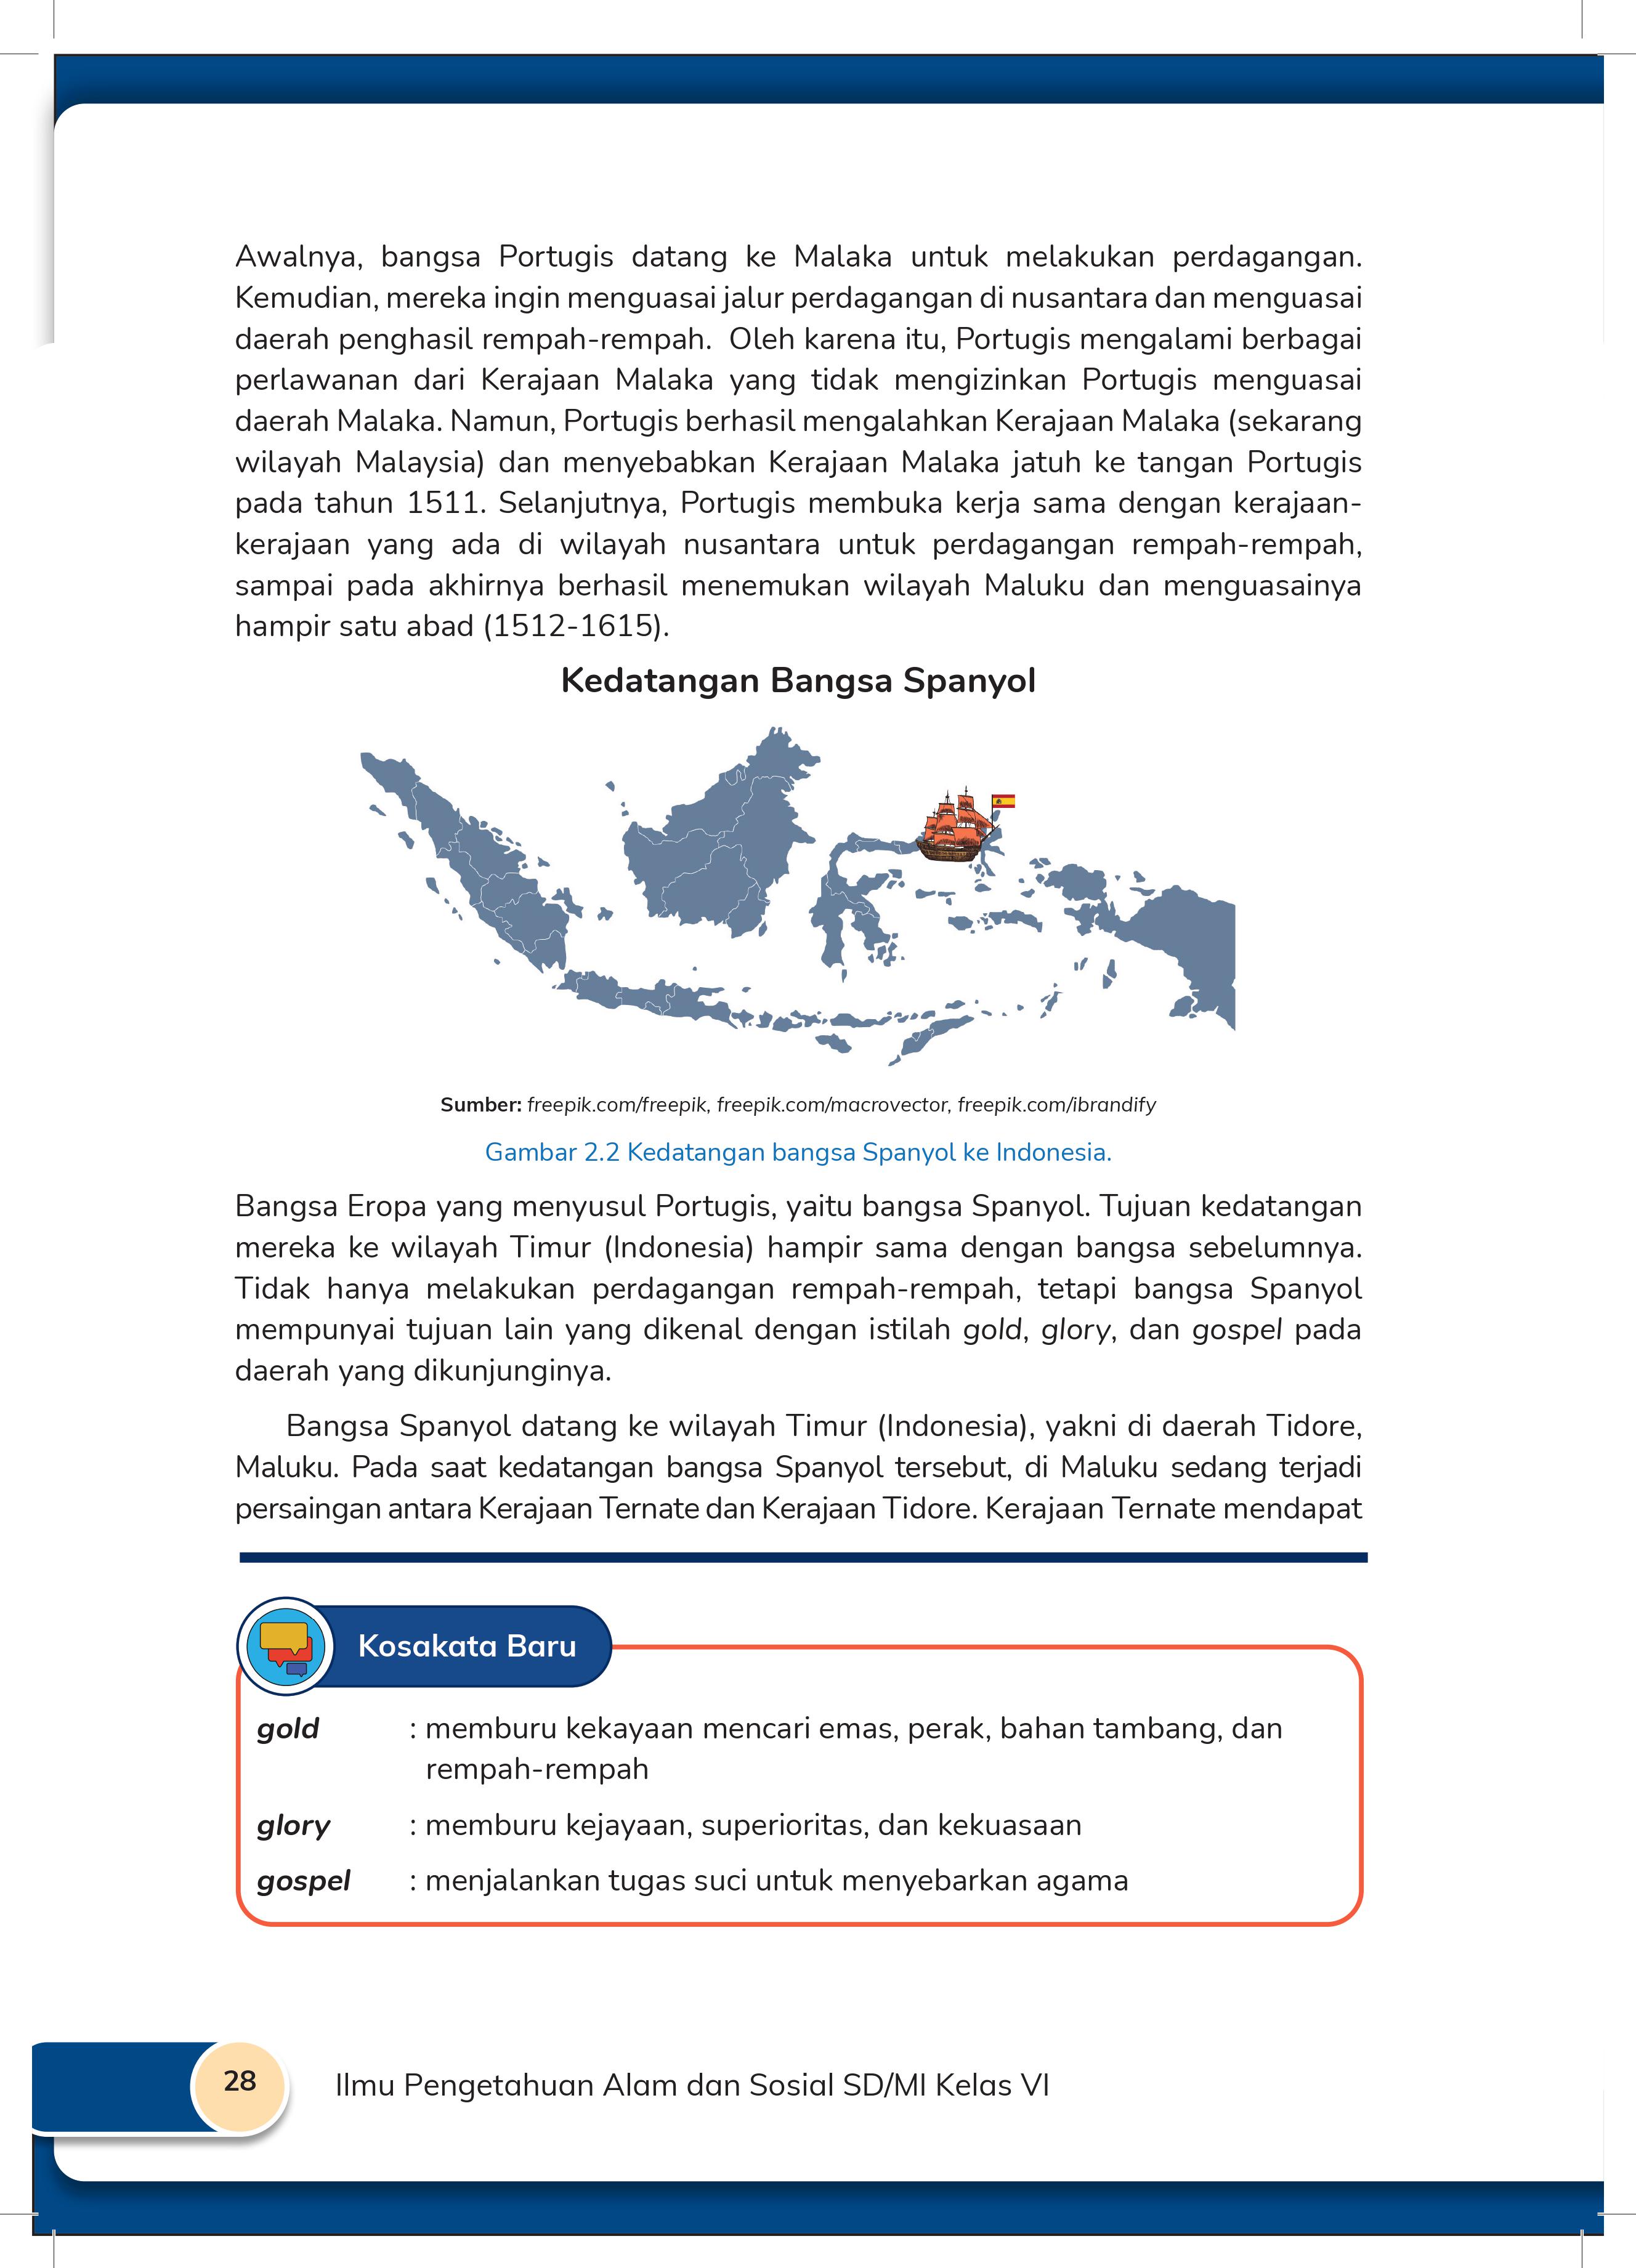 Awalnya, bangsa Portugis datang ke Malaka untuk melakukan perdagangan.
Kemudian, mereka ingin menguasai jalur perdagangan di nusantara dan menguasai
daerah penghasil rempah-rempah. Oleh karena itu, Portugis mengalami berbagai
perlawanan dari Kerajaan Malaka yang tidak mengizinkan Portugis menguasai
daerah Malaka. Namun, Portugis berhasil mengalahkan Kerajaan Malaka (sekarang
wilayah Malaysia) dan menyebabkan Kerajaan Malaka jatuh ke tangan Portugis
pada tahun 1511. Selanjutnya, Portugis membuka kerja sama dengan kerajaan-
kerajaan yang ada di wilayah nusantara untuk perdagangan rempah-rempah,
sampai pada akhirnya berhasil menemukan wilayah Maluku dan menguasainya
hampir satu abad (1512-1615).
Kedatangan Bangsa Spanyol
Sumber: freepik.com/freepik, freepik.com/macrovector, freepik.com/ibrandify
Gambar 2.2 Kedatangan bangsa Spanyol ke Indonesia.
Bangsa Eropa yang menyusul Portugis, yaitu bangsa Spanyol. Tujuan kedatangan
mereka ke wilayah Timur (Indonesia) hampir sama dengan bangsa sebelumnya.
Tidak hanya melakukan perdagangan rempah-rempah, tetapi bangsa Spanyol
mempunyai tujuan lain yang dikenal dengan istilah gold, glory, dan gospel pada
daerah yang dikunjunginya.
Bangsa Spanyol datang ke wilayah Timur (Indonesia), yakni di daerah Tidore,
Maluku. Pada saat kedatangan bangsa Spanyol tersebut, di Maluku sedang terjadi
persaingan antara Kerajaan Ternate dan Kerajaan Tidore. Kerajaan Ternate mendapat
Kosakata Baru
gold : memburu kekayaan mencari emas, perak, bahan tambang, dan
rempah-rempah
glory : memburu kejayaan, superioritas, dan kekuasaan
gospel : menjalankan tugas suci untuk menyebarkan agama
28 Ilmu Pengetahuan Alam dan Sosial SD/MI Kelas VI